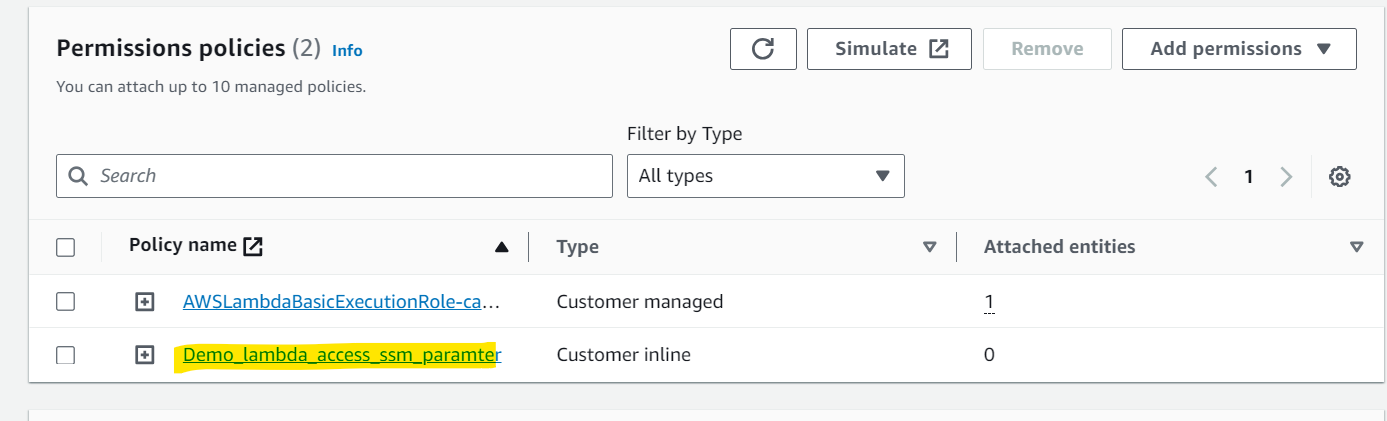 Permissions policies (2) Info
Simulate
Remove
Add permissions
You can attach up to 10 managed policies.
Filter by Type
Search
All types
1
Policy name
Type
Attached entities
AWSLambdaBasicExecutionRole-ca...
Customer managed
1
Demo_lambda_access_ssm_paramter
Customer inline
0